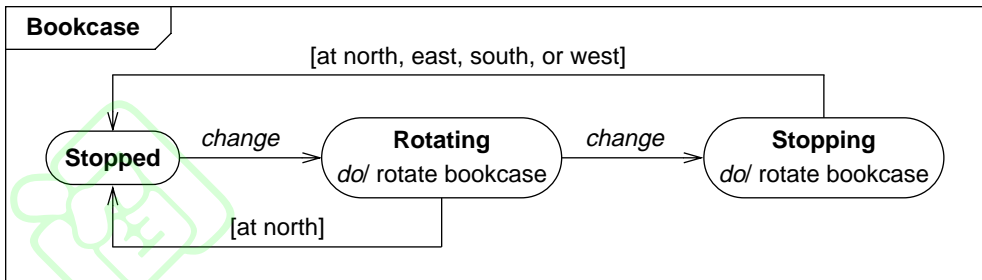 Bookcase
[at north, east, south, or west]
change
change
Stopped
Rotating
do/ rotate bookcase
Stopping
do/ rotate bookcase
[at north]